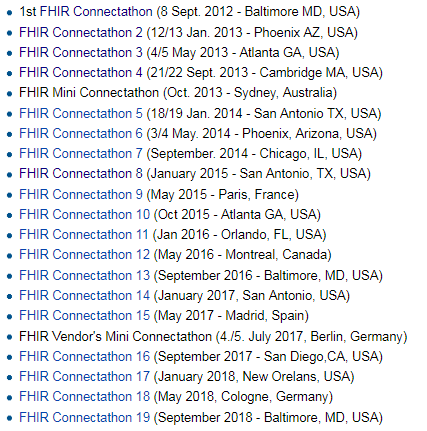 1st FHIR Connectathon (8 Sept. 2012 - Baltimore MD, USA)
FHIR Connectathon 2 (12/13 Jan. 2013 - Phoenix AZ, USA)
FHIR Connectathon 3 (4/5 May 2013 - Atlanta GA, USA)
FHIR Connectathon 4 (21/22 Sept. 2013 - Cambridge MA, USA)
FHIR Mini Connectathon (Oct. 2013 - Sydney, Australia)
FHIR Connectathon 5 (18/19 Jan. 2014 - San Antonio TX, USA)
FHIR Connectathon 6 (3/4 May. 2014 - Phoenix, Arizona, USA)
FHIR Connectathon 7 (September. 2014 - Chicago, IL, USA)
FHIR Connectathon 8 (January 2015 - San Antonio, TX, USA)
FHIR Connectathon 9 (May 2015 - Paris, France)
FHIR Connectathon 10 (Oct 2015 - Atlanta GA, USA)
FHIR Connectathon 11 (Jan 2016 - Orlando, FL, USA)
FHIR Connectathon 12 (May 2016 - Montreal, Canada)
FHIR Connectathon 13 (September 2016 - Baltimore, MD, USA)
FHIR Connectathon 14 (January 2017, San Antonio, USA)
FHIR Connectathon 15 (May 2017 - Madrid, Spain)
FHIR Vendor's Mini Connectathon (4./5. July 2017, Berlin, Germany)
FHIR Connectathon 16 (September 2017 - San Diego,CA, USA)
FHIR Connectathon 17 (January 2018, New Orelans, USA)
FHIR Connectathon 18 (May 2018, Cologne, Germany)
FHIR Connectathon 19 (September 2018 - Baltimore, MD, USA)